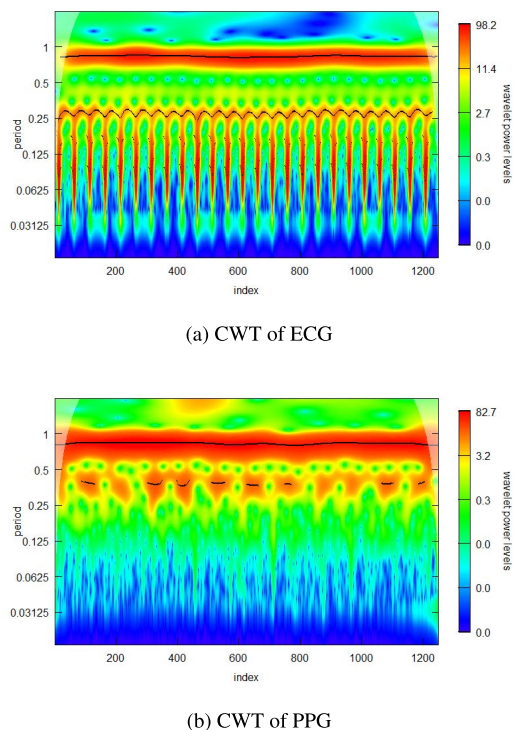 98.2
1
11.4
0.5
2.7
0.25
period
wavelet power levels
0.125
0.3
0.0625
0.0
0.03125
0.0
200 400 600 800 1000 1200
index
(a) CWT of ECG
82.7
1
3.2
0.5
0.3
0.25
period
wavelet power levels
0.125
0.0
0.0625
0.0
0.03125
0.0
200 400 600 800 1000 1200
index
(b) CWT of PPG